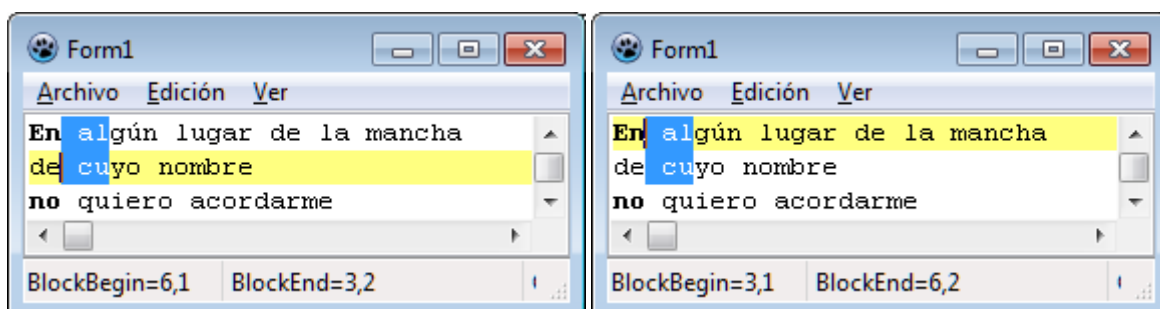 Form1
Archivo Edición Ver
En algún lugar de la mancha
de cuyo nombre
no quiero acordarme
BlockBegin=6,1 BlockEnd=3,2
Form1
Archivo Edición Ver
En algún lugar de la mancha
de cuyo nombre
no quiero acordarme
BlockBegin=3,1 BlockEnd=6,2